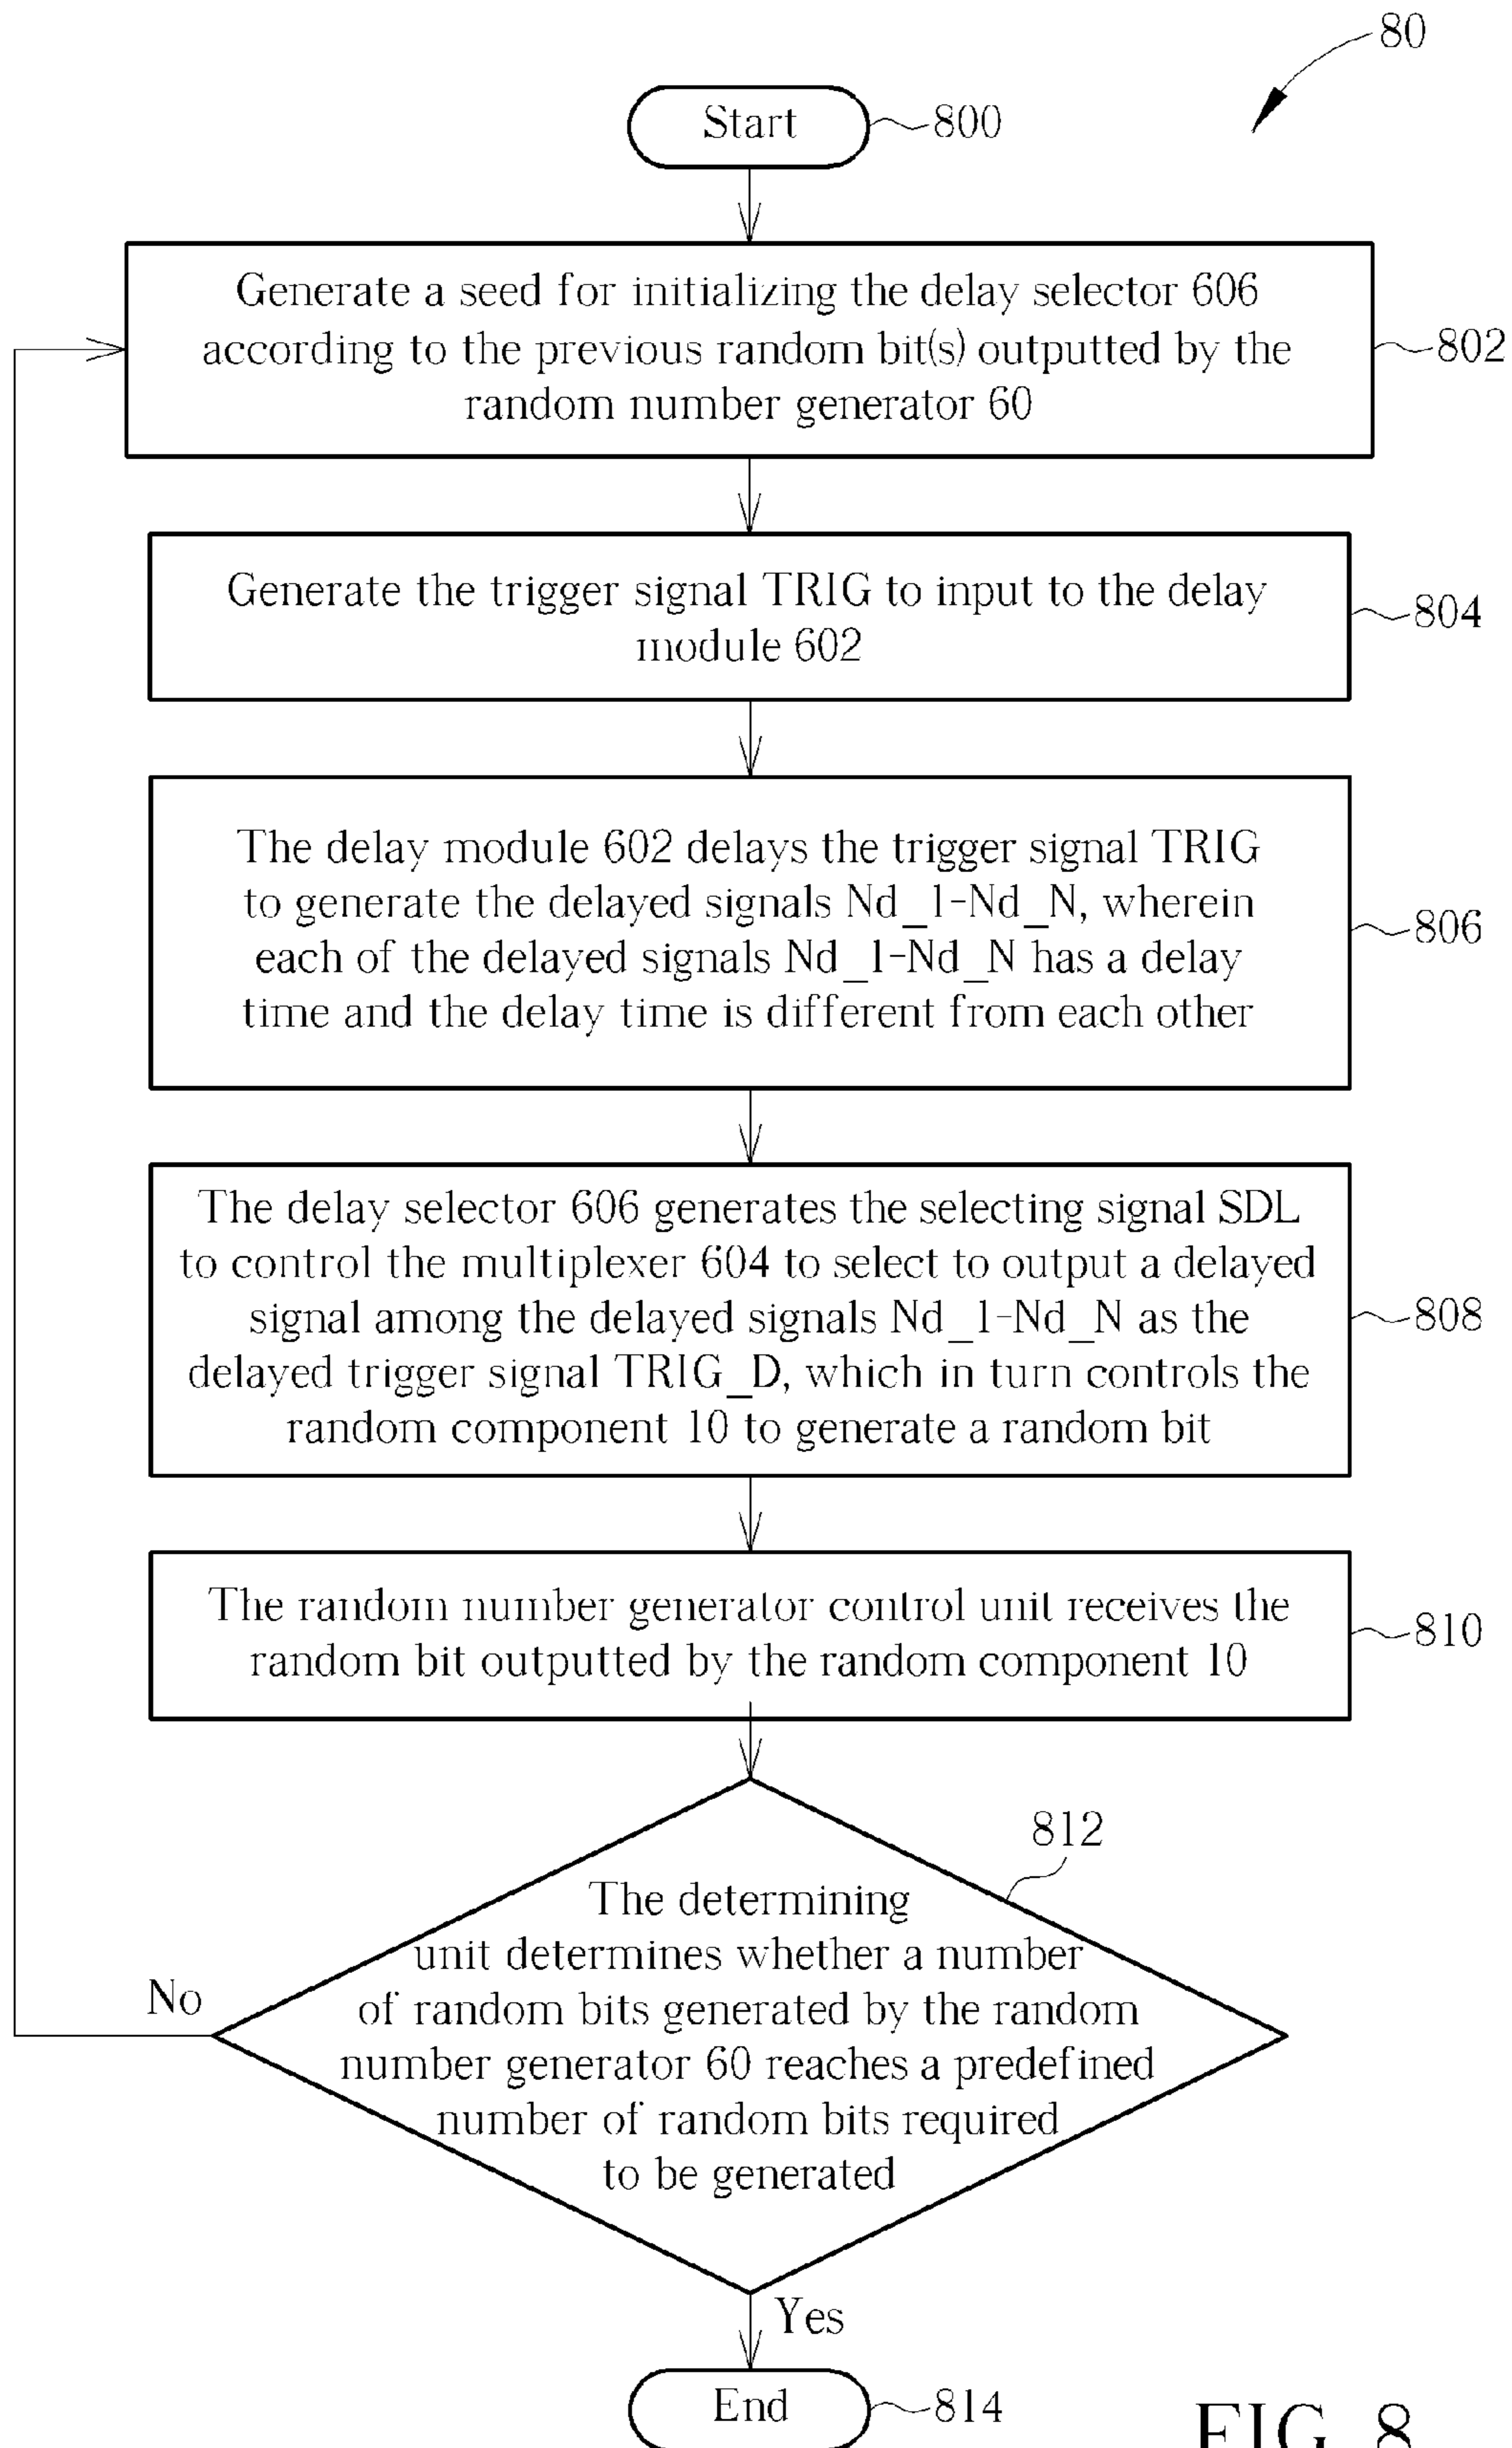 80
Start
800
Generate a seed for initializing the delay selector 606
according to the previous random bit(s) outputted by the
random number generator 60
802
Generate the trigger signal TRIG to input to the delay
module 602
804
The delay module 602 delays the trigger signal TRIG
to generate the delayed signals Nd_1-Nd_N, wherein
each of the delayed signals Nd_1-Nd_N has a delay
time and the delay time is different from each other
806
The delay selector 606 generates the selecting signal SDL
to control the multiplexer 604 to select to output a delayed
signal among the delayed signals Nd_1-Nd_N as the
delayed trigger signal TRIG_D, which in turn controls the
random component 10 to generate a random bit
808
The random number generator control unit receives the
random bit outputted by the random component 10
810
812
The determining
unit determines whether a number
of random bits generated by the random
number generator 60 reaches a predefined
number of random bits required
to be generated
No
Yes
End
814
FIG. 8